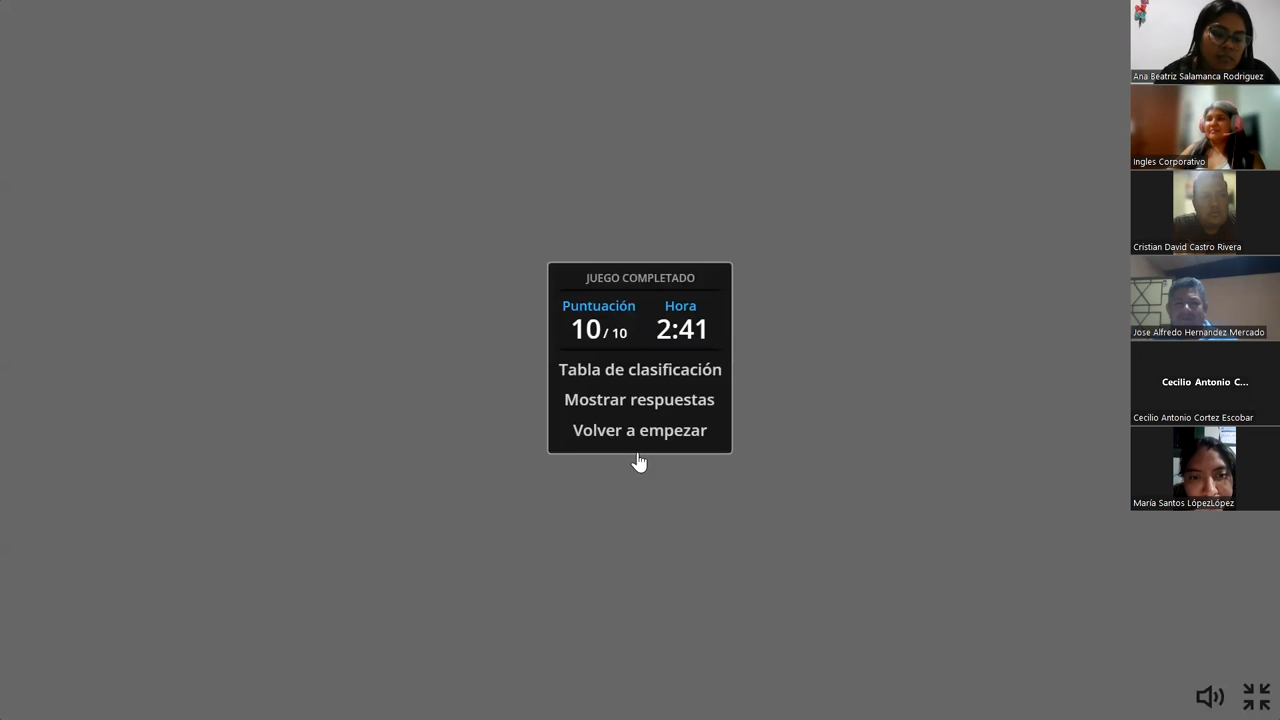 JUEGO COMPLETADO
Puntuación Hora
10 / 10 2:41
Tabla de clasificación
Mostrar respuestas
Volver a empezar
Ana Beatriz Salamanca Rodriguez
Ingles Corporativo
Cristian David Castro Rivera
Jose Alfredo Hernandez Mercado
Cecilio Antonio C...
Cecilio Antonio Cortez Escobar
María Santos LópezLópez